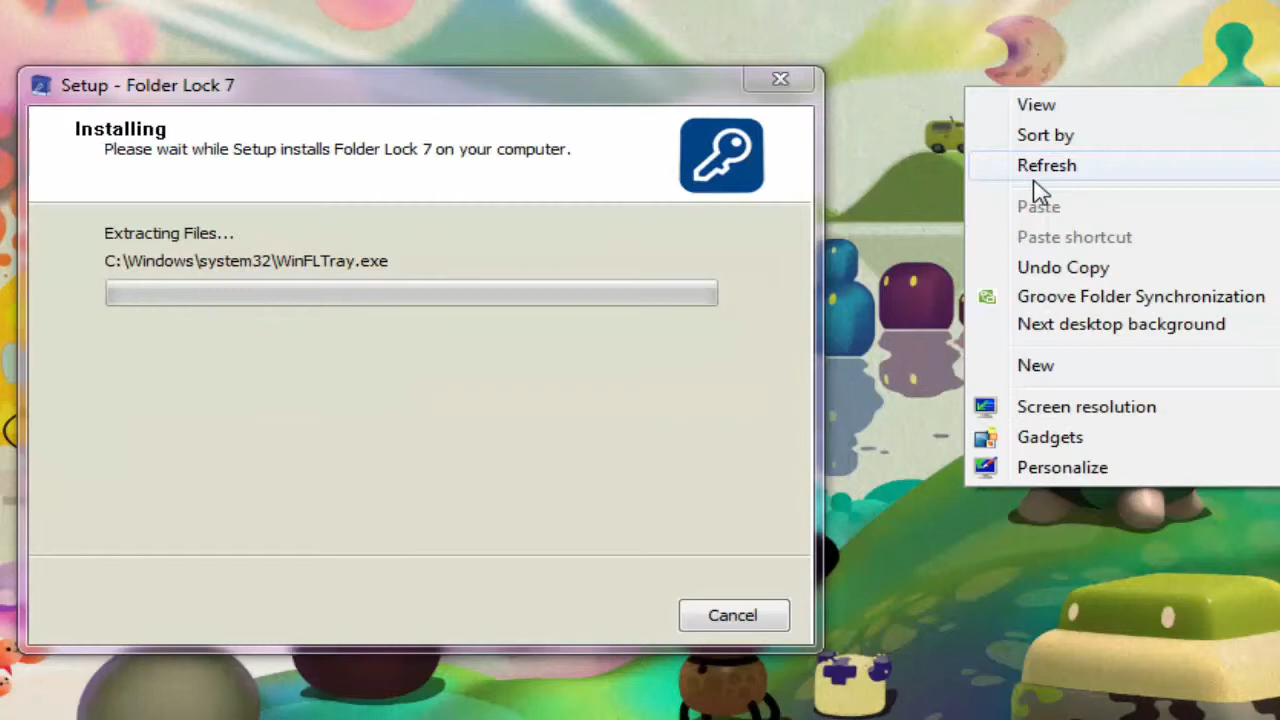 Setup - Folder Lock 7
Installing
Please wait while Setup installs Folder Lock 7 on your computer.
Extracting Files...
C:\Windows\system32\WinFLTray.exe
Cancel
View
Sort by
Refresh
Paste
Paste shortcut
Undo Copy
Groove Folder Synchronization
Next desktop background
New
Screen resolution
Gadgets
Personalize